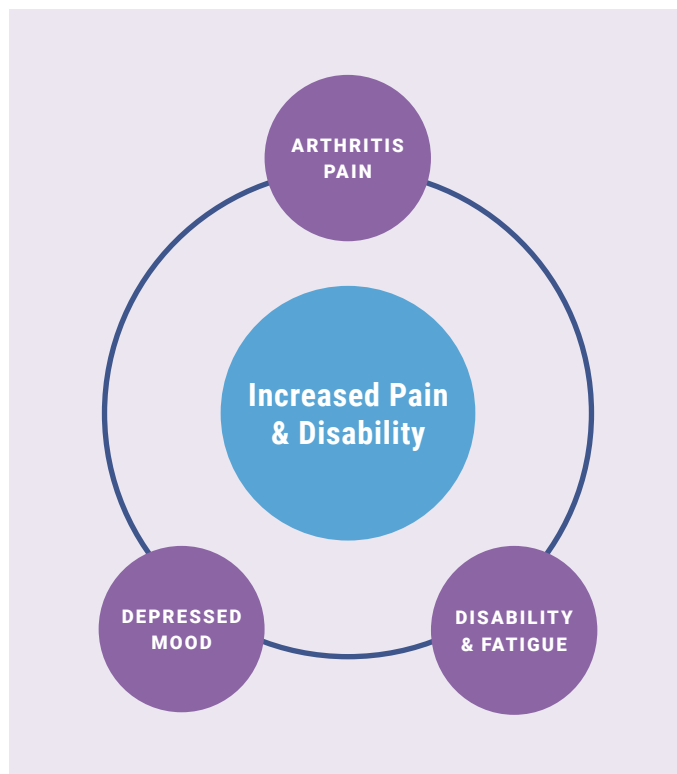 ARTHRITIS
PAIN
Increased Pain
& Disability
DEPRESSED
MOOD
DISABILITY
& FATIGUE